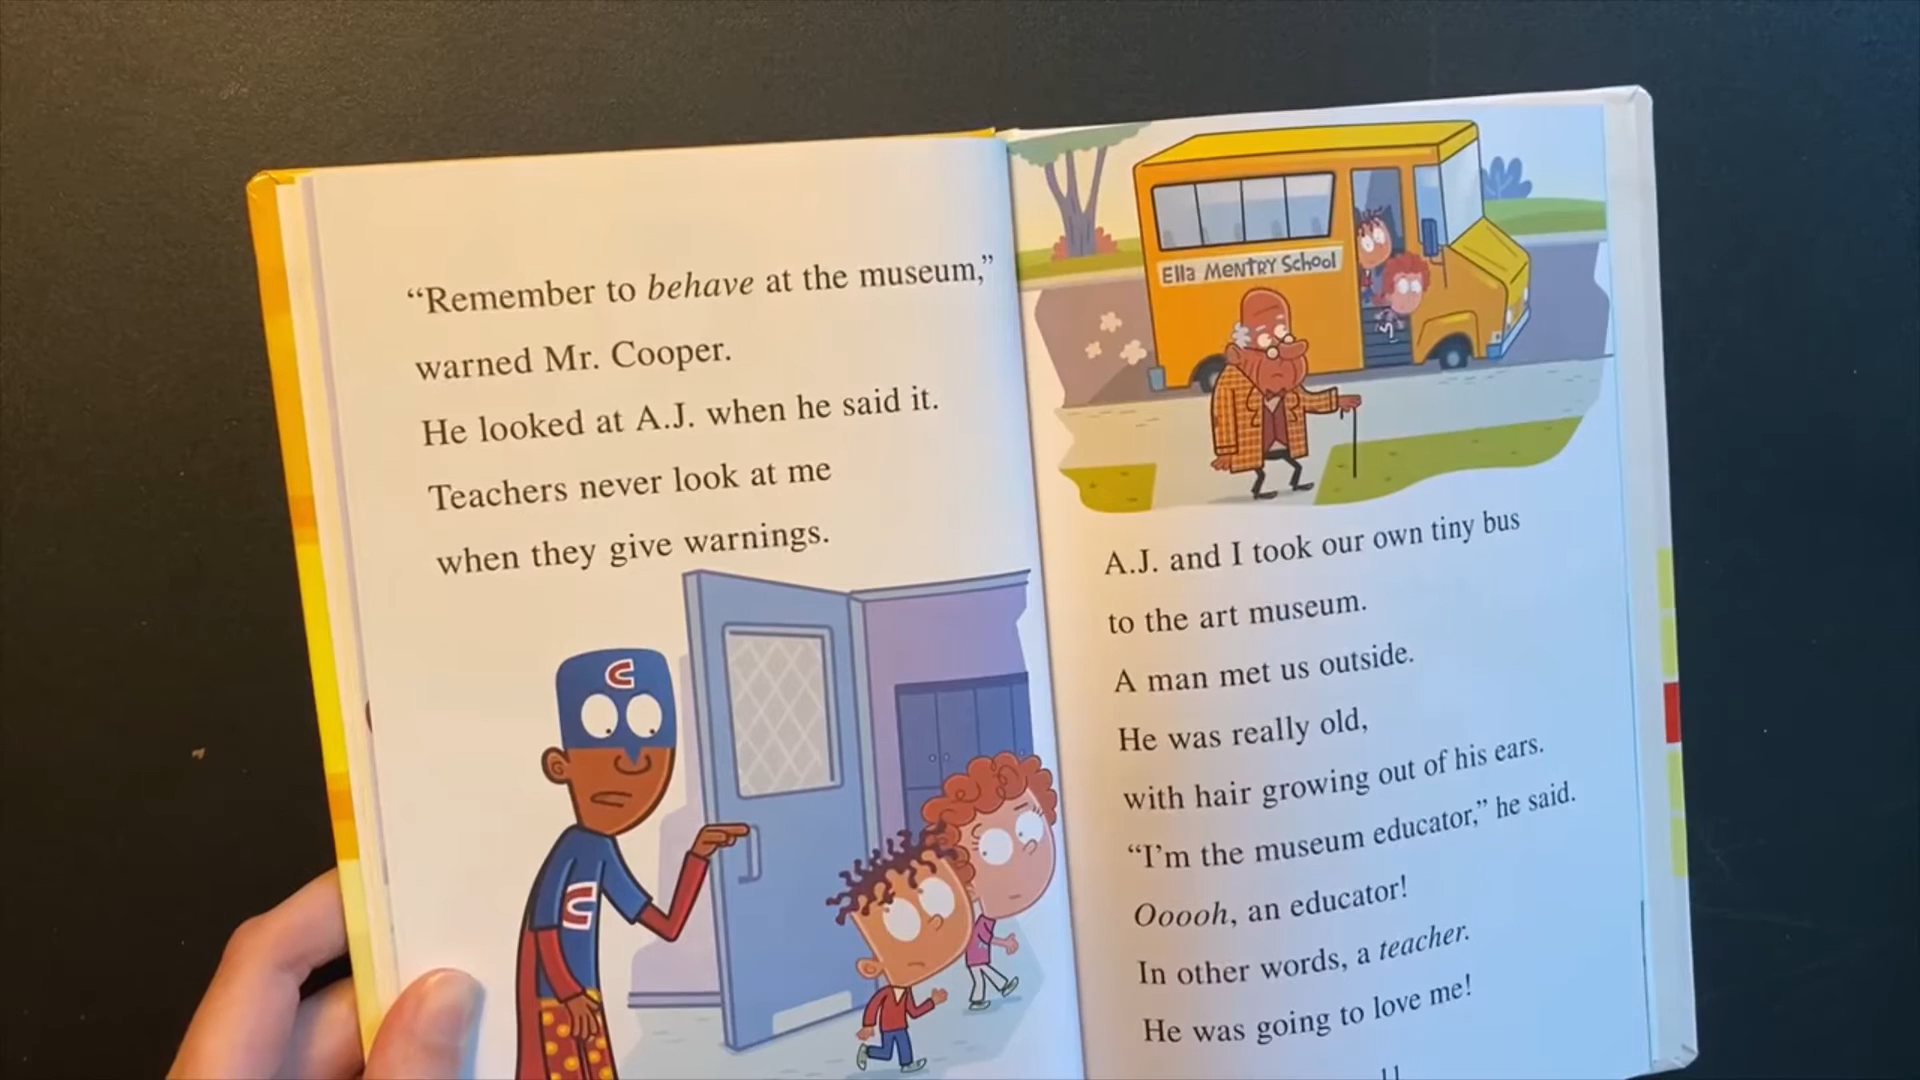 “Remember to behave at the museum,”
warned Mr. Cooper.
He looked at A.J. when he said it.
Teachers never look at me
when they give warnings.
C
C
Ella MENTRY School
A.J. and I took our own tiny bus
to the art museum.
A man met us outside.
He was really old,
with hair growing out of his ears.
“I’m the museum educator,” he said.
Ooooh, an educator!
In other words, a teacher.
He was going to love me!
11